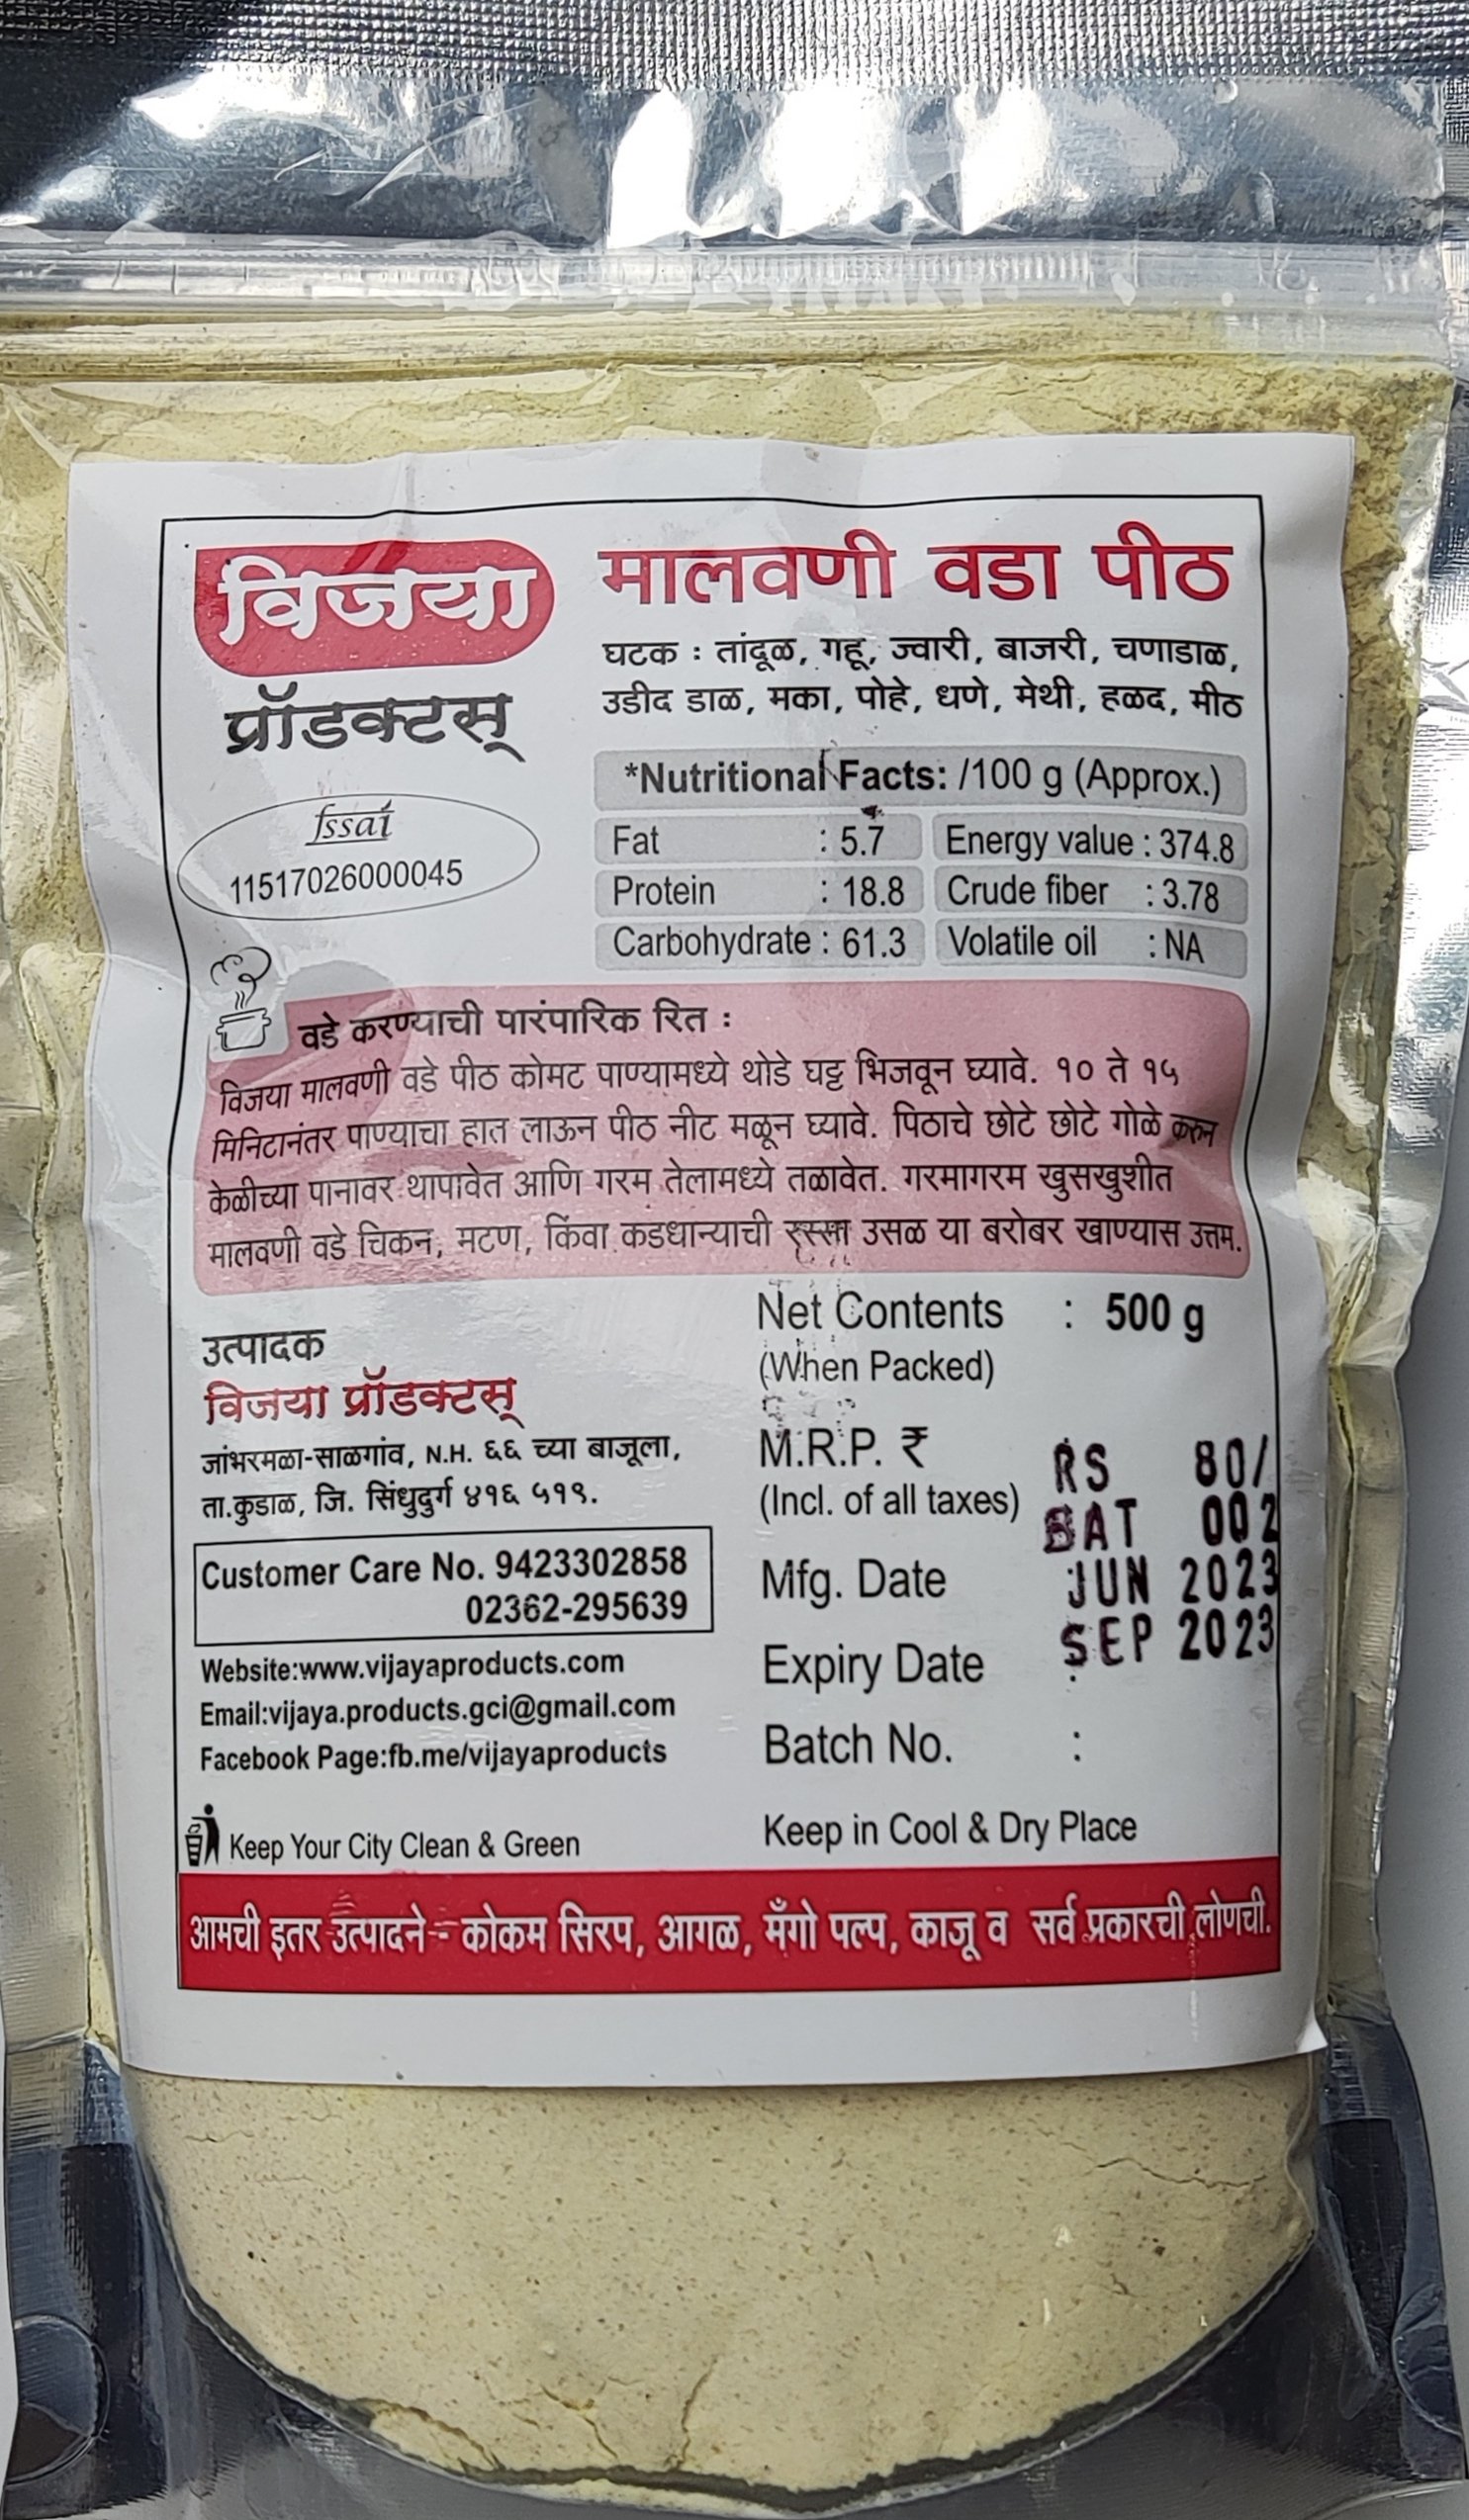 विजया
प्रॉडक्टस्
fssai
11517026000045
मालवणी वडा पीठ
घटक : तांदूळ, गहू, ज्वारी, बाजरी, चणाडाळ,
उडीद डाळ, मका, पोहे, धणे, मेथी, हळद, मीठ
*Nutritional Facts: /100 g (Approx.)
Fat : 5.7 Energy value : 374.8
Protein : 18.8 Crude fiber : 3.78
Carbohydrate : 61.3 Volatile oil : NA
वडे करण्याची पारंपारिक रित :
विजया मालवणी वडे पीठ कोमट पाण्यामध्ये थोडे घट्ट भिजवून घ्यावे. १० ते १५
मिनिटानंतर पाण्याचा हात लाऊन पीठ नीट मळून घ्यावे. पिठाचे छोटे छोटे गोळे करुन
केळीच्या पानावर थापावेत आणि गरम तेलामध्ये तळावेत. गरमागरम खुसखुशीत
मालवणी वडे चिकन, मटण, किंवा कडधान्याची रस्सा उसळ या बरोबर खाण्यास उत्तम.
उत्पादक
विजया प्रॉडक्टस्
जांभरमळा-साळगांव, N.H. ६६ च्या बाजूला,
ता.कुडाळ, जि. सिंधुदुर्ग ४१६ ५१९.
Customer Care No. 9423302858
02362-295639
Website:www.vijayaproducts.com
Email:vijaya.products.gci@gmail.com
Facebook Page:fb.me/vijayaproducts
Keep Your City Clean & Green
Net Contents : 500 g
(When Packed)
M.R.P. ₹
(Incl. of all taxes)
RS 80/
BAT 002
Mfg. Date JUN 2023
Expiry Date : SEP 2023
Batch No. :
Keep in Cool & Dry Place
आमची इतर उत्पादने - कोकम सिरप, आगळ, मँगो पल्प, काजू व सर्व प्रकारची लोणची.